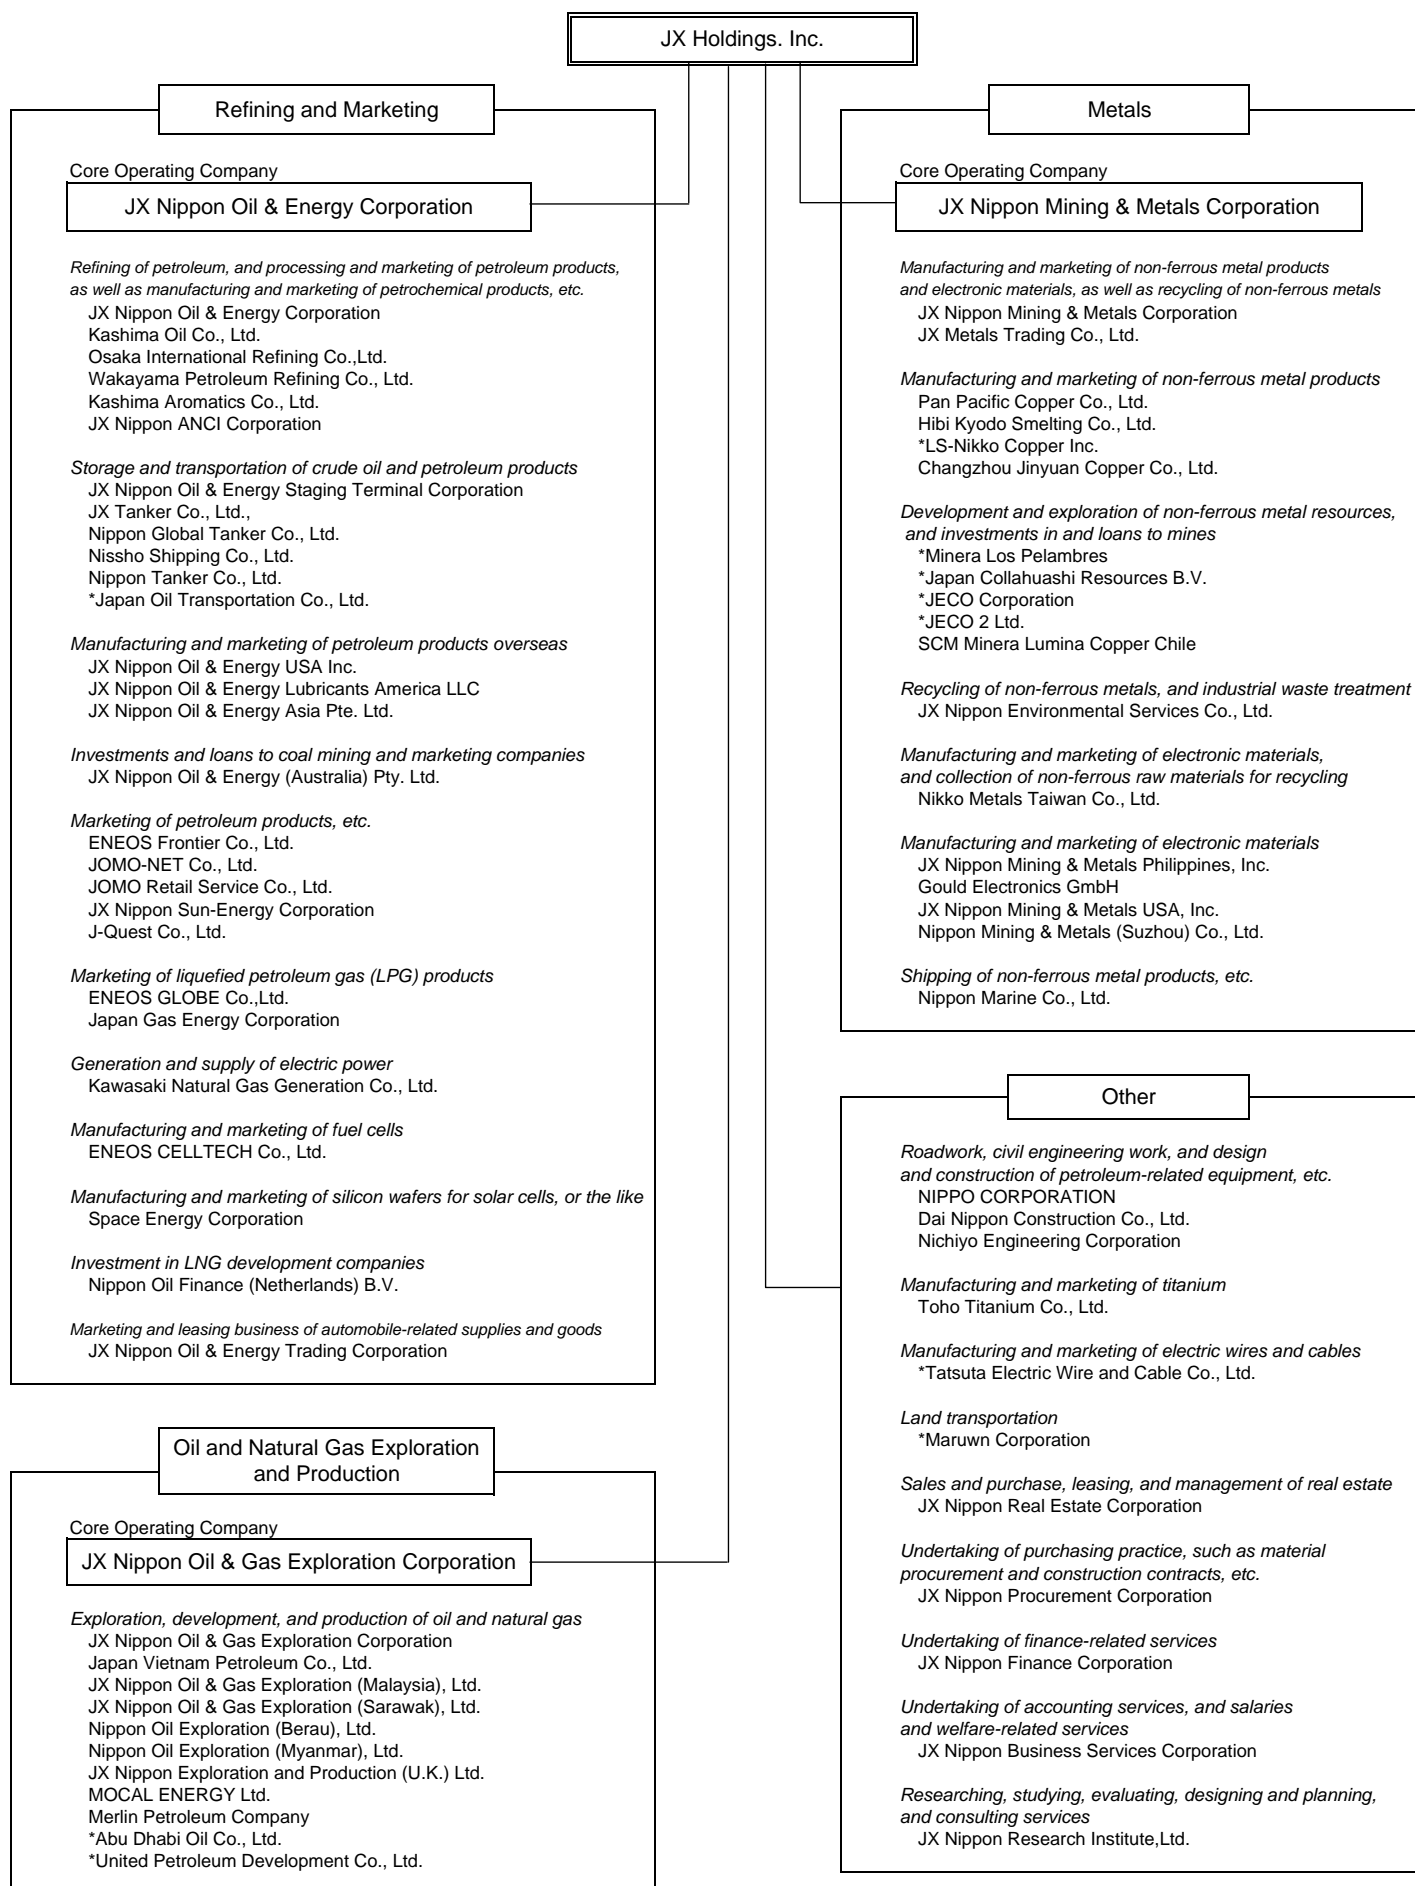 JX Holdings. Inc.
Refining and Marketing
Core Operating Company
JX Nippon Oil & Energy Corporation
Refining of petroleum, and processing and marketing of petroleum products,
as well as manufacturing and marketing of petrochemical products, etc.
JX Nippon Oil & Energy Corporation
Kashima Oil Co., Ltd.
Osaka International Refining Co.,Ltd.
Wakayama Petroleum Refining Co., Ltd.
Kashima Aromatics Co., Ltd.
JX Nippon ANCI Corporation
Storage and transportation of crude oil and petroleum products
JX Nippon Oil & Energy Staging Terminal Corporation
JX Tanker Co., Ltd.,
Nippon Global Tanker Co., Ltd.
Nissho Shipping Co., Ltd.
Nippon Tanker Co., Ltd.
*Japan Oil Transportation Co., Ltd.
Manufacturing and marketing of petroleum products overseas
JX Nippon Oil & Energy USA Inc.
JX Nippon Oil & Energy Lubricants America LLC
JX Nippon Oil & Energy Asia Pte. Ltd.
Investments and loans to coal mining and marketing companies
JX Nippon Oil & Energy (Australia) Pty. Ltd.
Marketing of petroleum products, etc.
ENEOS Frontier Co., Ltd.
JOMO-NET Co., Ltd.
JOMO Retail Service Co., Ltd.
JX Nippon Sun-Energy Corporation
J-Quest Co., Ltd.
Marketing of liquefied petroleum gas (LPG) products
ENEOS GLOBE Co.,Ltd.
Japan Gas Energy Corporation
Generation and supply of electric power
Kawasaki Natural Gas Generation Co., Ltd.
Manufacturing and marketing of fuel cells
ENEOS CELLTECH Co., Ltd.
Manufacturing and marketing of silicon wafers for solar cells, or the like
Space Energy Corporation
Investment in LNG development companies
Nippon Oil Finance (Netherlands) B.V.
Marketing and leasing business of automobile-related supplies and goods
JX Nippon Oil & Energy Trading Corporation
Oil and Natural Gas Exploration
and Production
Core Operating Company
JX Nippon Oil & Gas Exploration Corporation
Exploration, development, and production of oil and natural gas
JX Nippon Oil & Gas Exploration Corporation
Japan Vietnam Petroleum Co., Ltd.
JX Nippon Oil & Gas Exploration (Malaysia), Ltd.
JX Nippon Oil & Gas Exploration (Sarawak), Ltd.
Nippon Oil Exploration (Berau), Ltd.
Nippon Oil Exploration (Myanmar), Ltd.
JX Nippon Exploration and Production (U.K.) Ltd.
MOCAL ENERGY Ltd.
Merlin Petroleum Company
*Abu Dhabi Oil Co., Ltd.
*United Petroleum Development Co., Ltd.
Metals
Core Operating Company
JX Nippon Mining & Metals Corporation
Manufacturing and marketing of non-ferrous metal products
and electronic materials, as well as recycling of non-ferrous metals
JX Nippon Mining & Metals Corporation
JX Metals Trading Co., Ltd.
Manufacturing and marketing of non-ferrous metal products
Pan Pacific Copper Co., Ltd.
Hibi Kyodo Smelting Co., Ltd.
*LS-Nikko Copper Inc.
Changzhou Jinyuan Copper Co., Ltd.
Development and exploration of non-ferrous metal resources,
and investments in and loans to mines
*Minera Los Pelambres
*Japan Collahuashi Resources B.V.
*JECO Corporation
*JECO 2 Ltd.
SCM Minera Lumina Copper Chile
Recycling of non-ferrous metals, and industrial waste treatment
JX Nippon Environmental Services Co., Ltd.
Manufacturing and marketing of electronic materials,
and collection of non-ferrous raw materials for recycling
Nikko Metals Taiwan Co., Ltd.
Manufacturing and marketing of electronic materials
JX Nippon Mining & Metals Philippines, Inc.
Gould Electronics GmbH
JX Nippon Mining & Metals USA, Inc.
Nippon Mining & Metals (Suzhou) Co., Ltd.
Shipping of non-ferrous metal products, etc.
Nippon Marine Co., Ltd.
Other
Roadwork, civil engineering work, and design
and construction of petroleum-related equipment, etc.
NIPPO CORPORATION
Dai Nippon Construction Co., Ltd.
Nichiyo Engineering Corporation
Manufacturing and marketing of titanium
Toho Titanium Co., Ltd.
Manufacturing and marketing of electric wires and cables
*Tatsuta Electric Wire and Cable Co., Ltd.
Land transportation
*Maruwn Corporation
Sales and purchase, leasing, and management of real estate
JX Nippon Real Estate Corporation
Undertaking of purchasing practice, such as material
procurement and construction contracts, etc.
JX Nippon Procurement Corporation
Undertaking of finance-related services
JX Nippon Finance Corporation
Undertaking of accounting services, and salaries
and welfare-related services
JX Nippon Business Services Corporation
Researching, studying, evaluating, designing and planning,
and consulting services
JX Nippon Research Institute,Ltd.